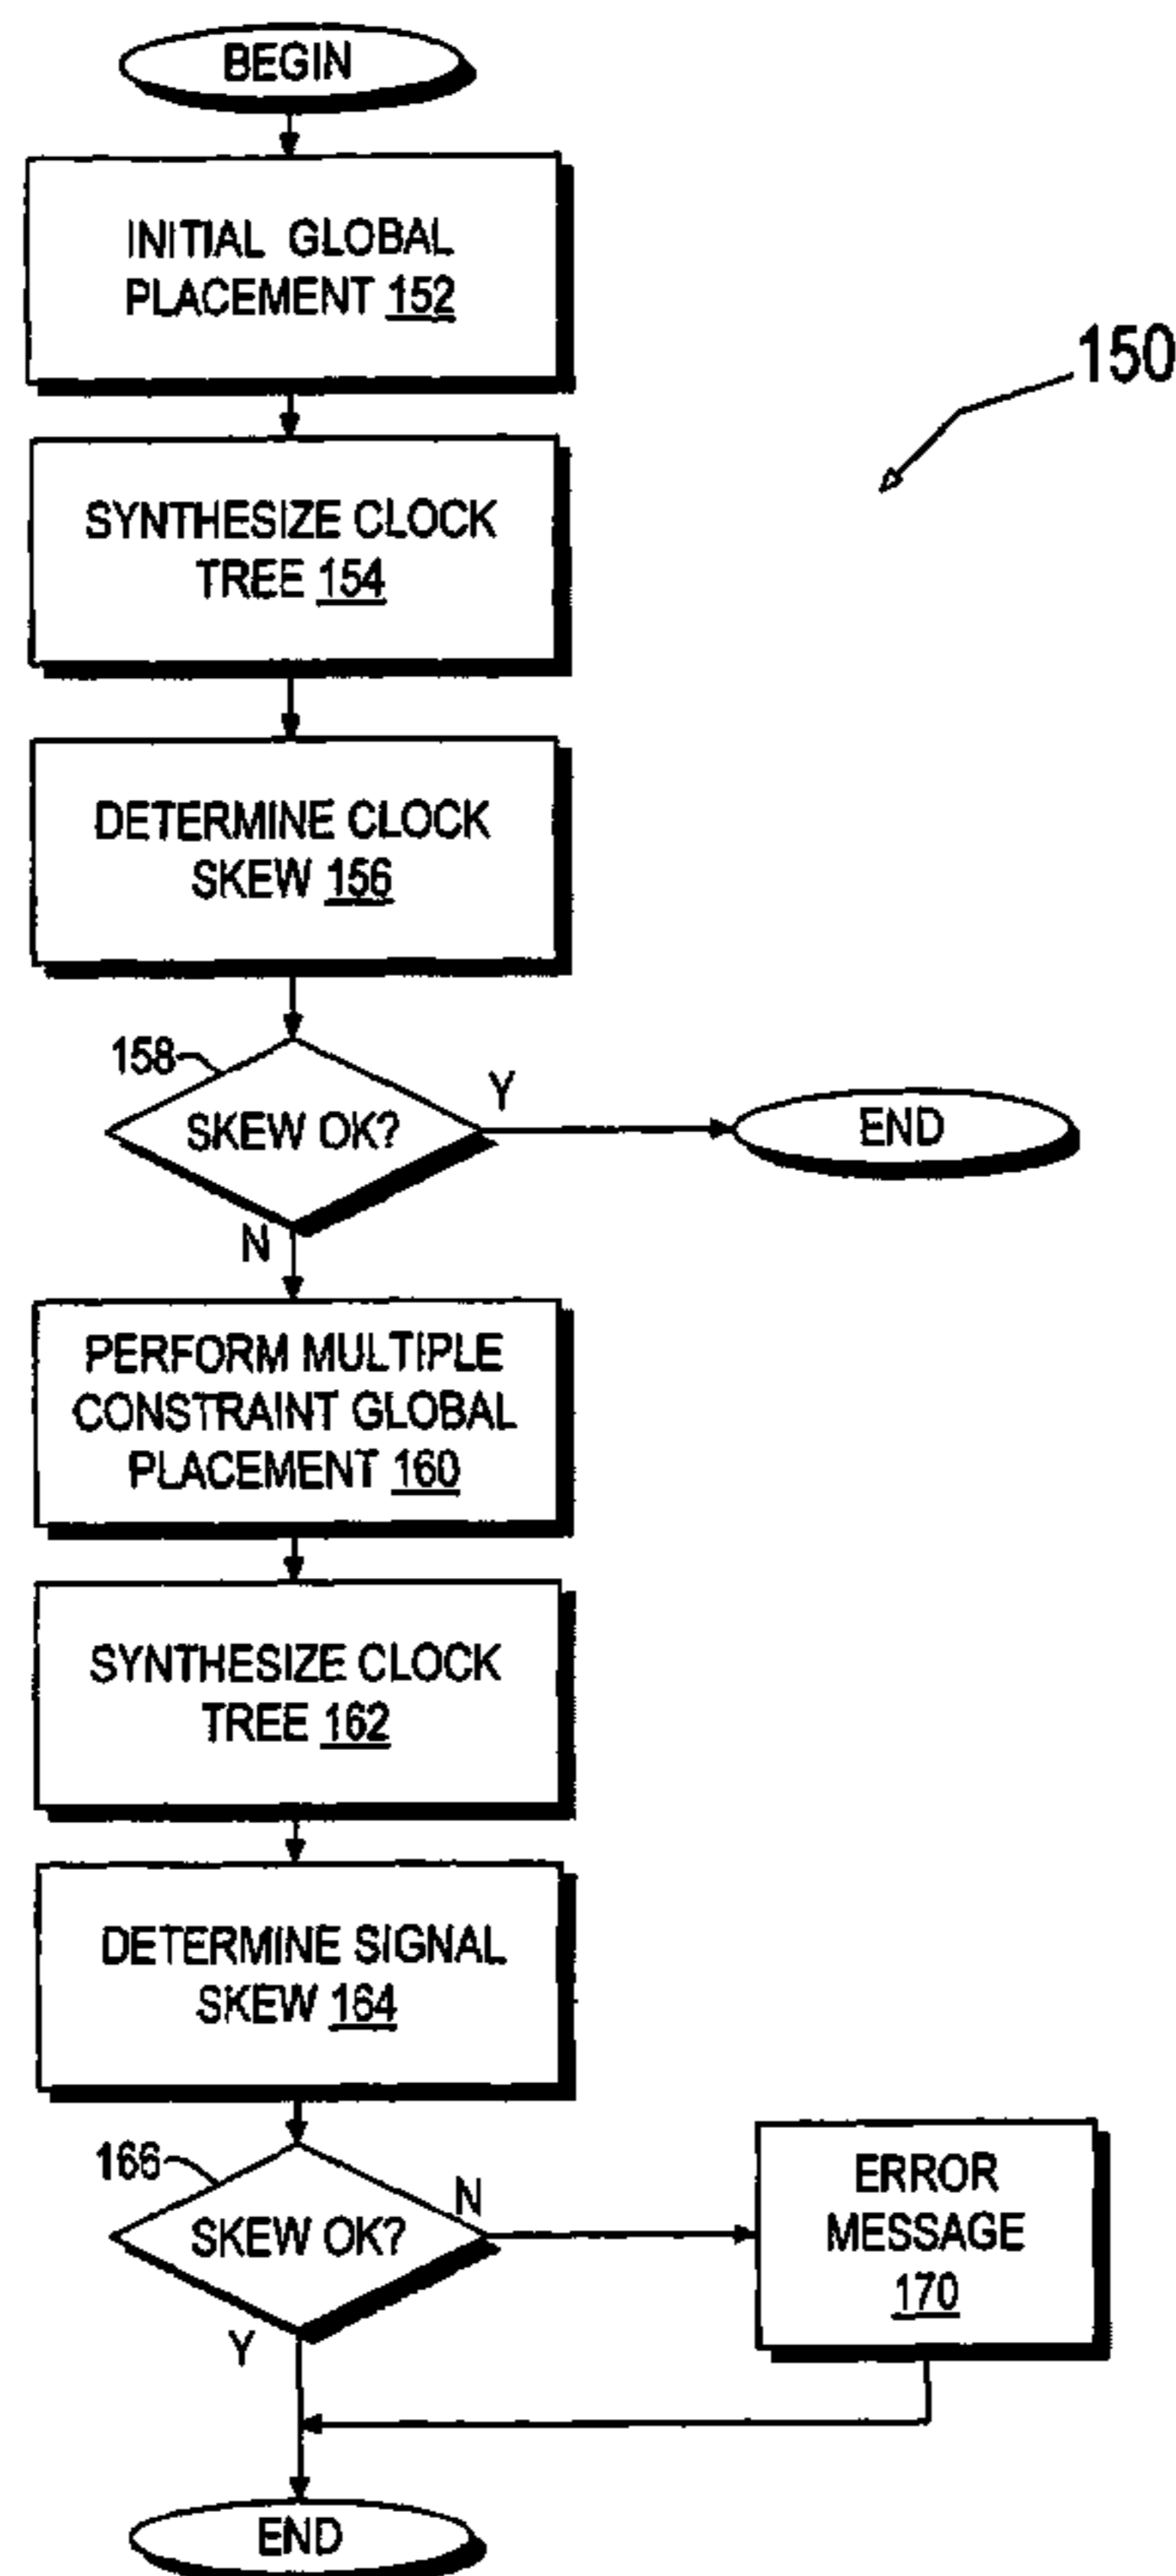 BEGIN
INITIAL GLOBAL
PLACEMENT 152
150
SYNTHESIZE CLOCK
TREE 154
DETERMINE CLOCK
SKEW 156
158
SKEW OK?
Y
END
N
PERFORM MULTIPLE
CONSTRAINT GLOBAL
PLACEMENT 160
SYNTHESIZE CLOCK
TREE 162
DETERMINE SIGNAL
SKEW 164
166
SKEW OK?
N
ERROR
MESSAGE
170
Y
END